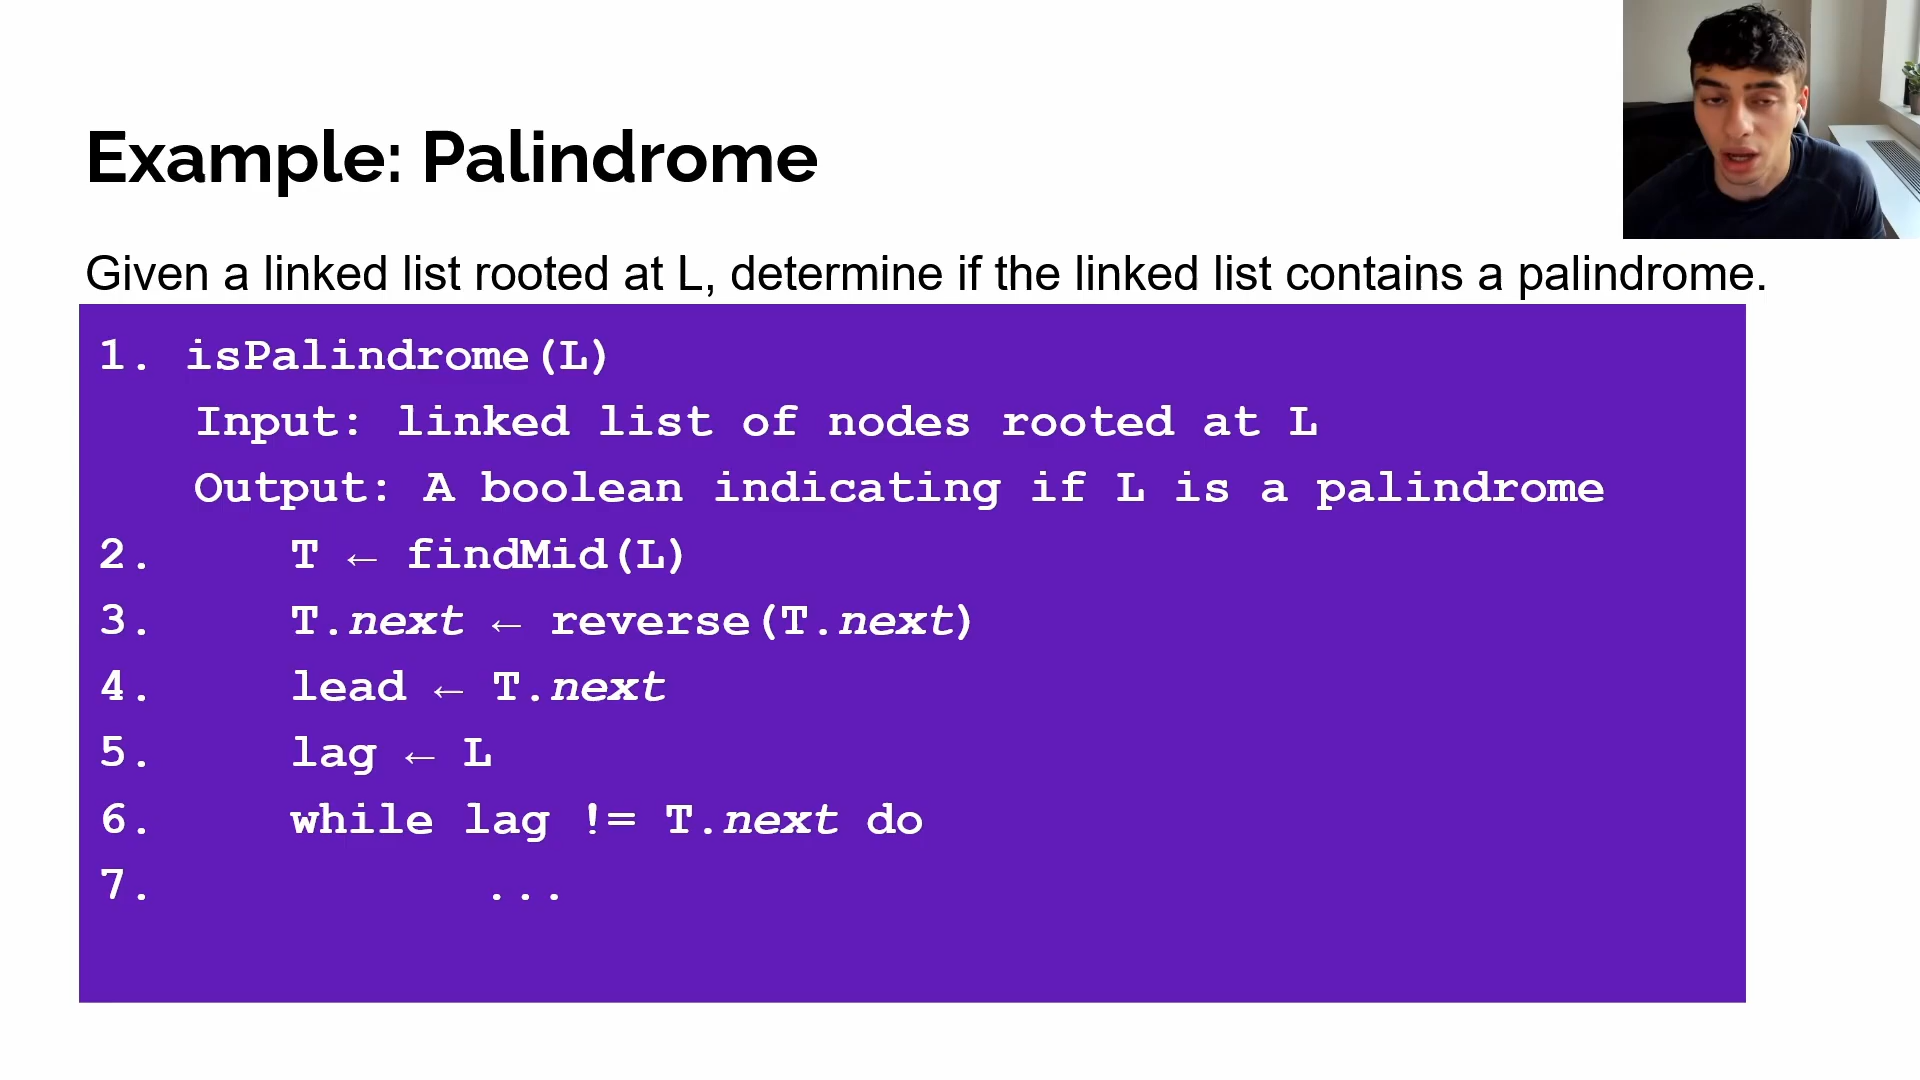 Example: Palindrome
Given a linked list rooted at L, determine if the linked list contains a palindrome.
1. isPalindrome(L)
Input: linked list of nodes rooted at L
Output: A boolean indicating if L is a palindrome
2. T ← findMid(L)
3. T.next ← reverse(T.next)
4. lead ← T.next
5. lag ← L
6. while lag != T.next do
7. ...